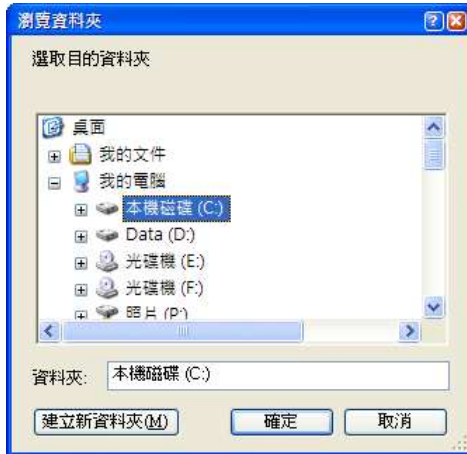 瀏覽資料夾
選取目的資料夾
桌面
我的文件
我的電腦
本機磁碟 (C:)
Data (D:)
光碟機 (E:)
光碟機 (F:)
照片 (P:)
資料夾: 本機磁碟 (C:)
建立新資料夾(M) 確定 取消